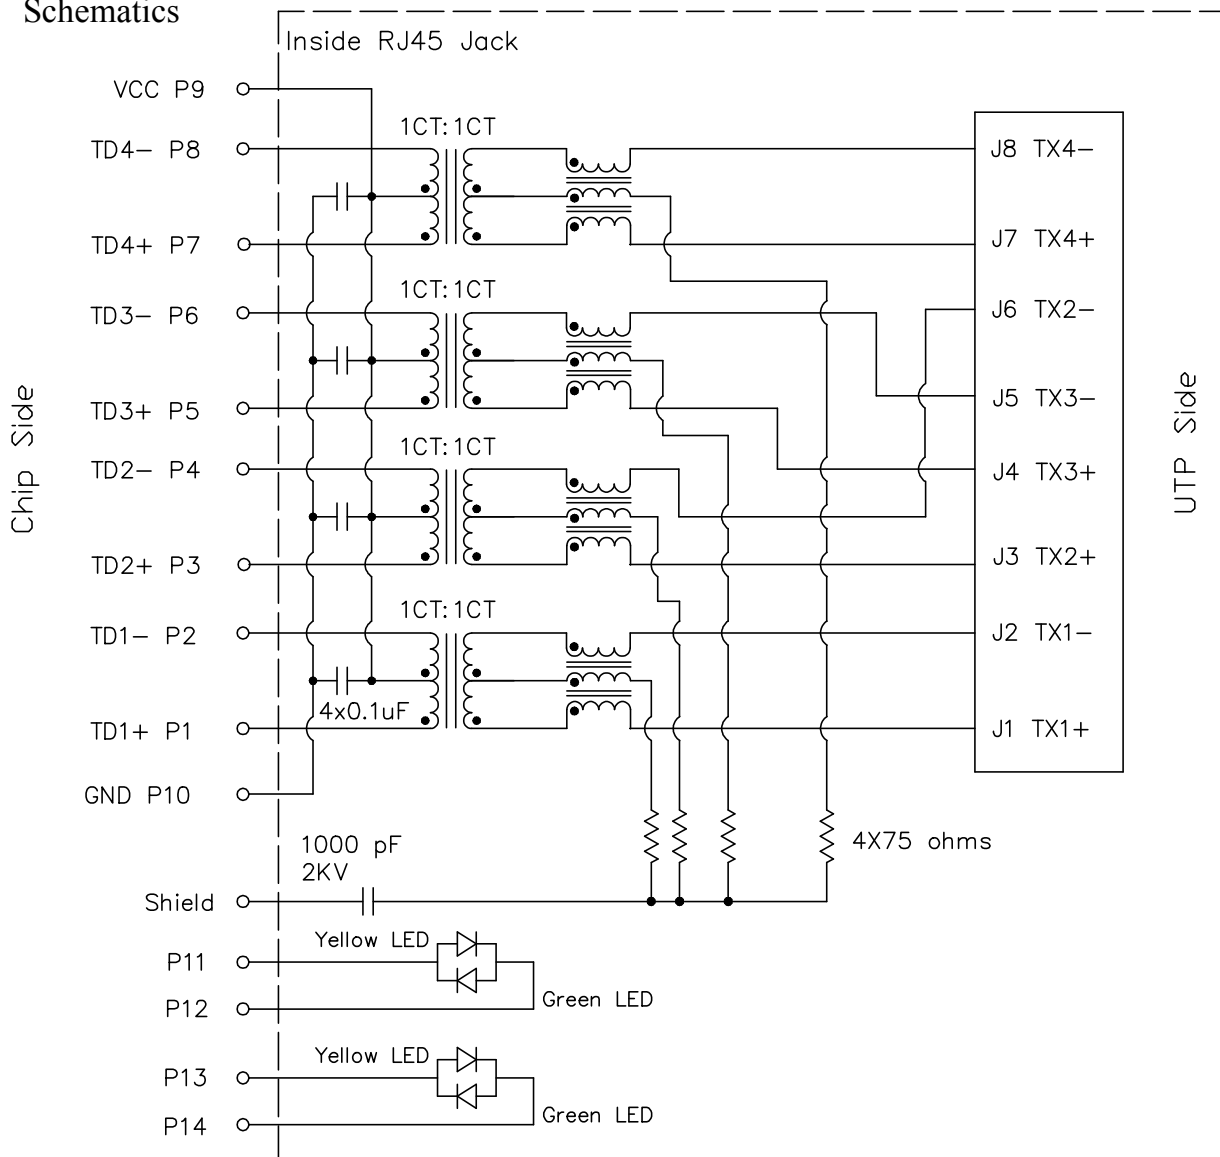 Schematics
Inside RJ45 Jack
VCC P9
1CT:1CT
TD4- P8
J8 TX4-
TD4+ P7
J7 TX4+
1CT:1CT
TD3- P6
J6 TX2-
Chip Side
UTP Side
TD3+ P5
J5 TX3-
1CT:1CT
TD2- P4
J4 TX3+
TD2+ P3
J3 TX2+
1CT:1CT
TD1- P2
J2 TX1-
4x0.1uF
TD1+ P1
J1 TX1+
GND P10
1000 pF
2KV
4X75 ohms
Shield
Yellow LED
P11
Green LED
P12
Yellow LED
P13
Green LED
P14